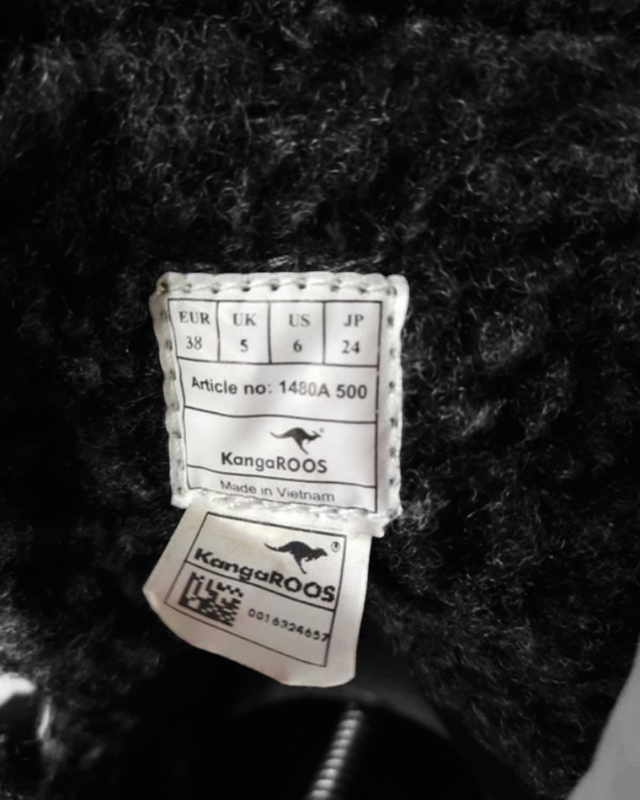 EUR UK US JP
38 5 6 24
Article no: 1480A 500
KangaROOS
Made in Vietnam
KangaROOS
0016324657